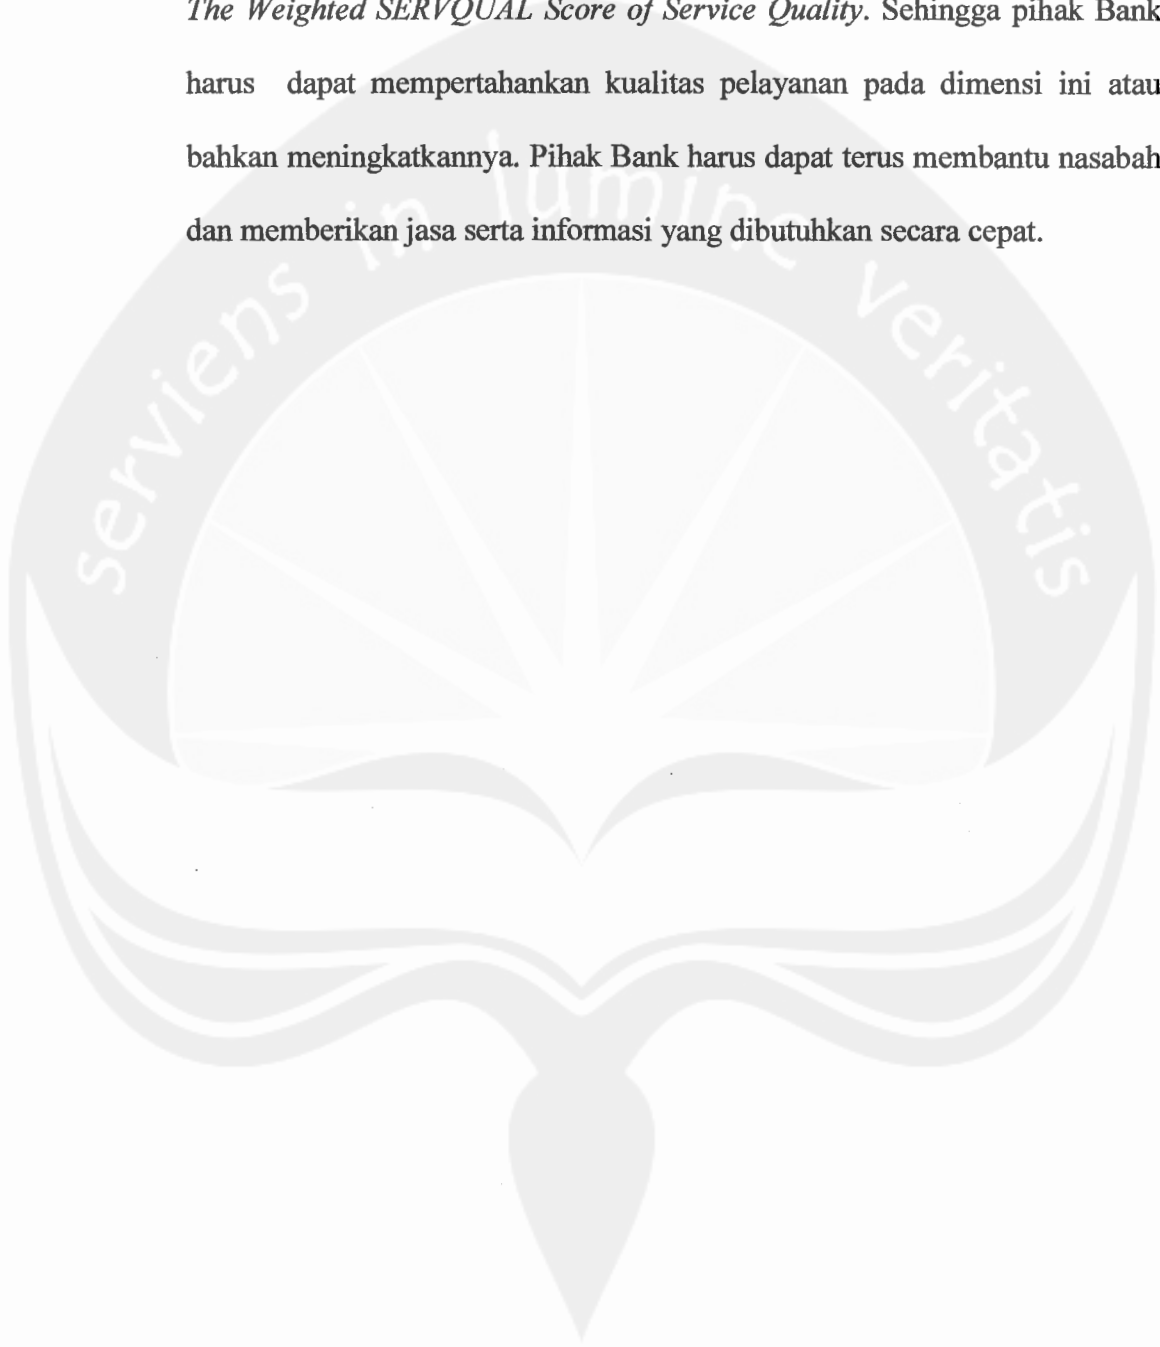 The Weighted SERVQUAL Score of Service Quality. Sehingga pihak Bank
harus dapat mempertahankan kualitas pelayanan pada dimensi ini atau
bahkan meningkatkannya. Pihak Bank harus dapat terus membantu nasabah
dan memberikan jasa serta informasi yang dibutuhkan secara cepat.
serviens in lumine veritatis